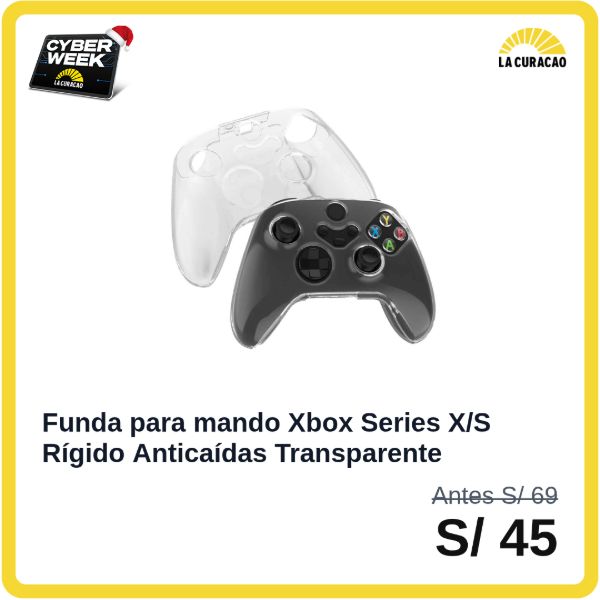 CYBER
WEEK
LA CURACAO
LA CURACAO
Y
X
B
A
Funda para mando Xbox Series X/S
Rígido Anticaídas Transparente
Antes S/ 69
S/ 45